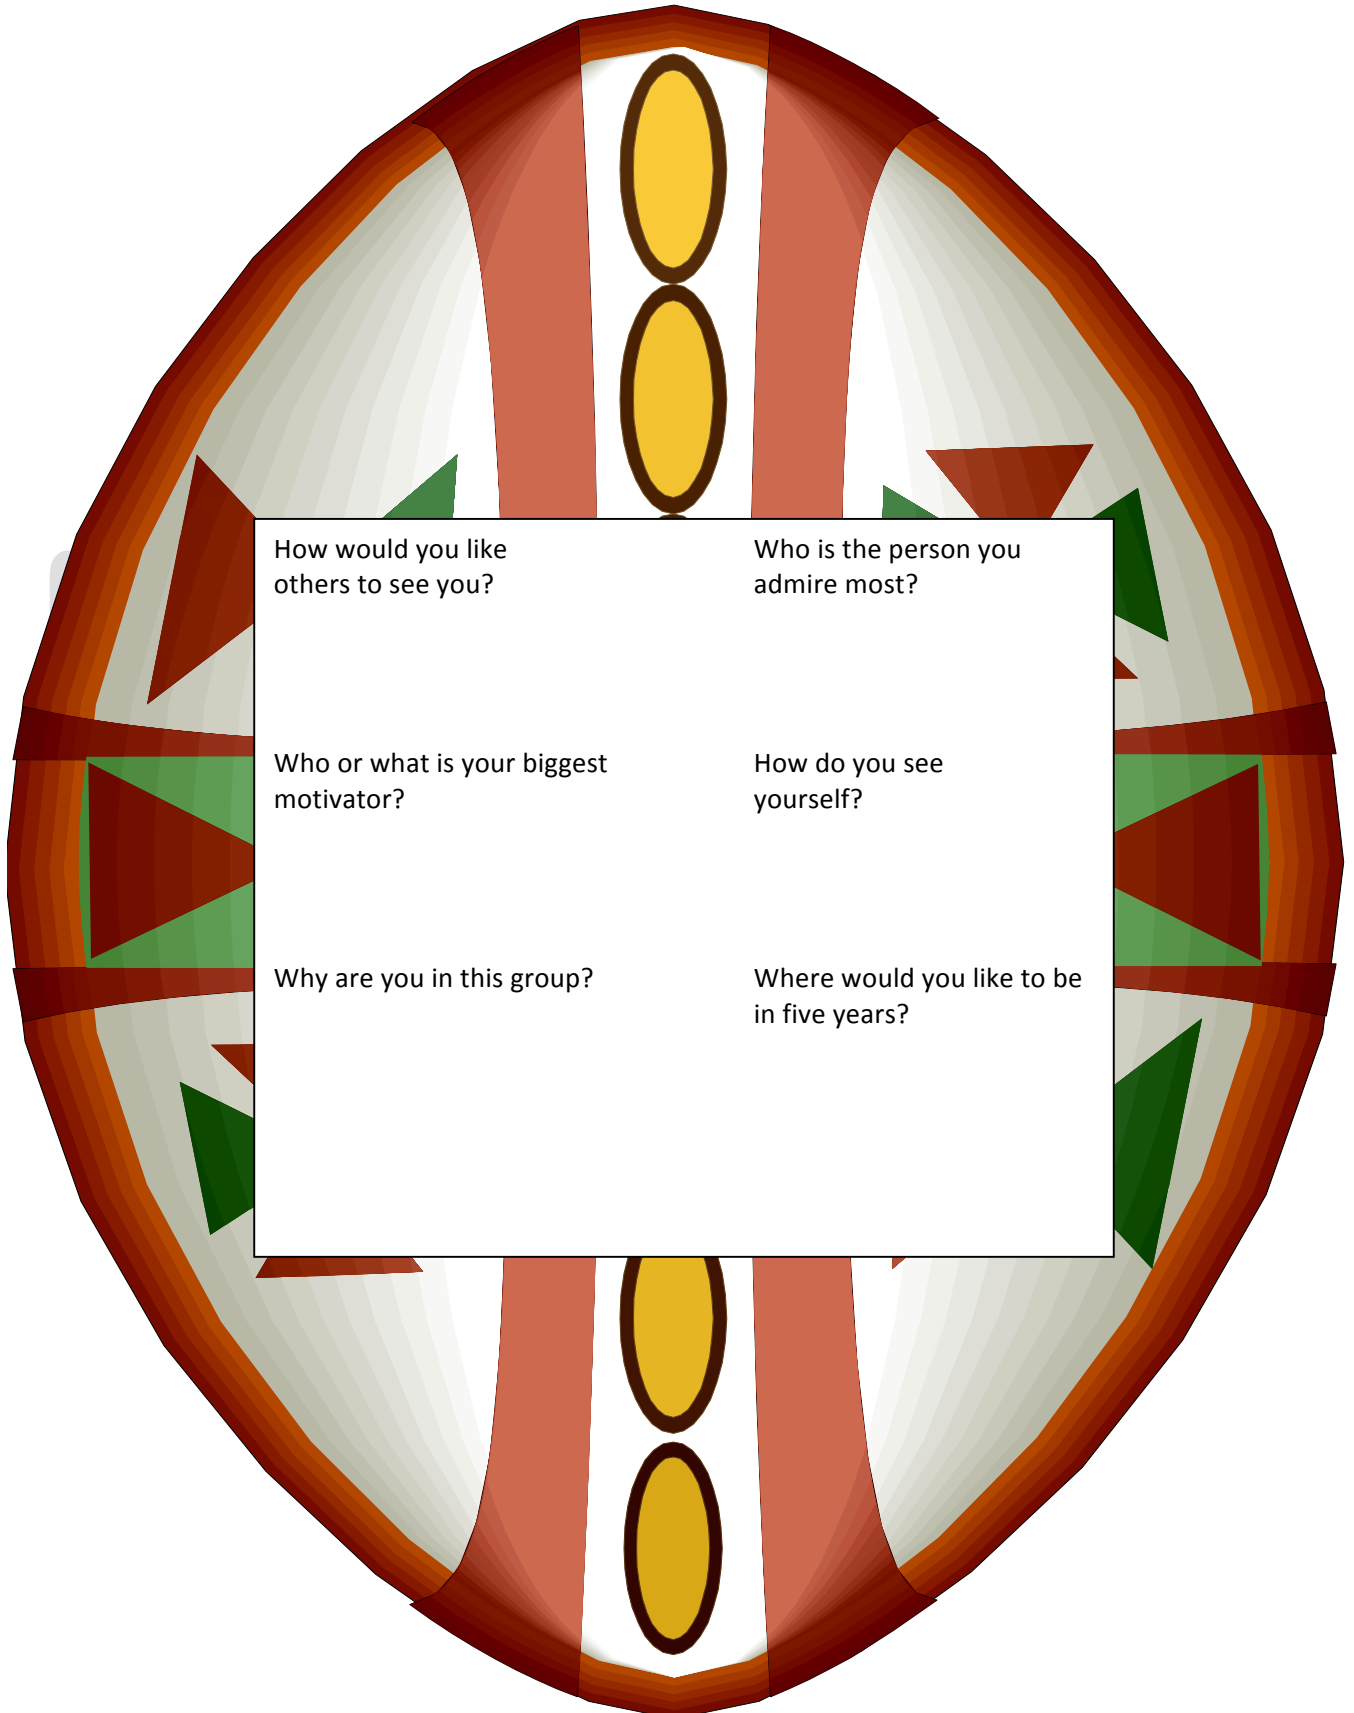 How would you like
others to see you?
Who is the person you
admire most?
Who or what is your biggest
motivator?
How do you see
yourself?
Why are you in this group?
Where would you like to be
in five years?